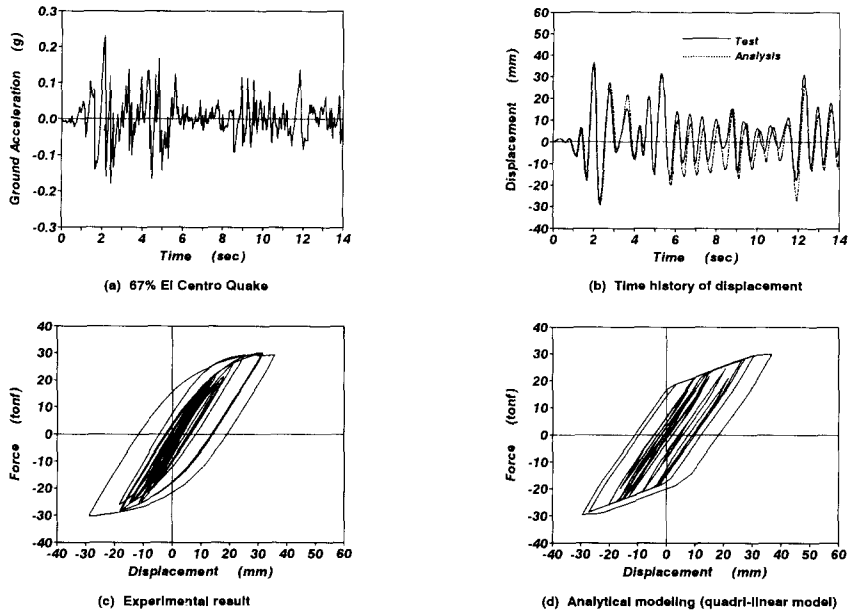 0.3
0.2
0.1
0.0
-0.1
-0.2
-0.3
Ground Acceleration (g)
0 2 4 6 8 10 12 14
Time (sec)
(a) 67% El Centro Quake
60
50
40
30
20
10
0
-10
-20
-30
-40
Displacement (mm)
Test
Analysis
0 2 4 6 8 10 12 14
Time (sec)
(b) Time history of displacement
40
30
20
10
0
-10
-20
-30
-40
Force (tonf)
-40 -30 -20 -10 0 10 20 30 40 50 60
Displacement (mm)
(c) Experimental result
40
30
20
10
0
-10
-20
-30
-40
Force (tonf)
-40 -30 -20 -10 0 10 20 30 40 50 60
Displacement (mm)
(d) Analytical modeling (quadri-linear model)